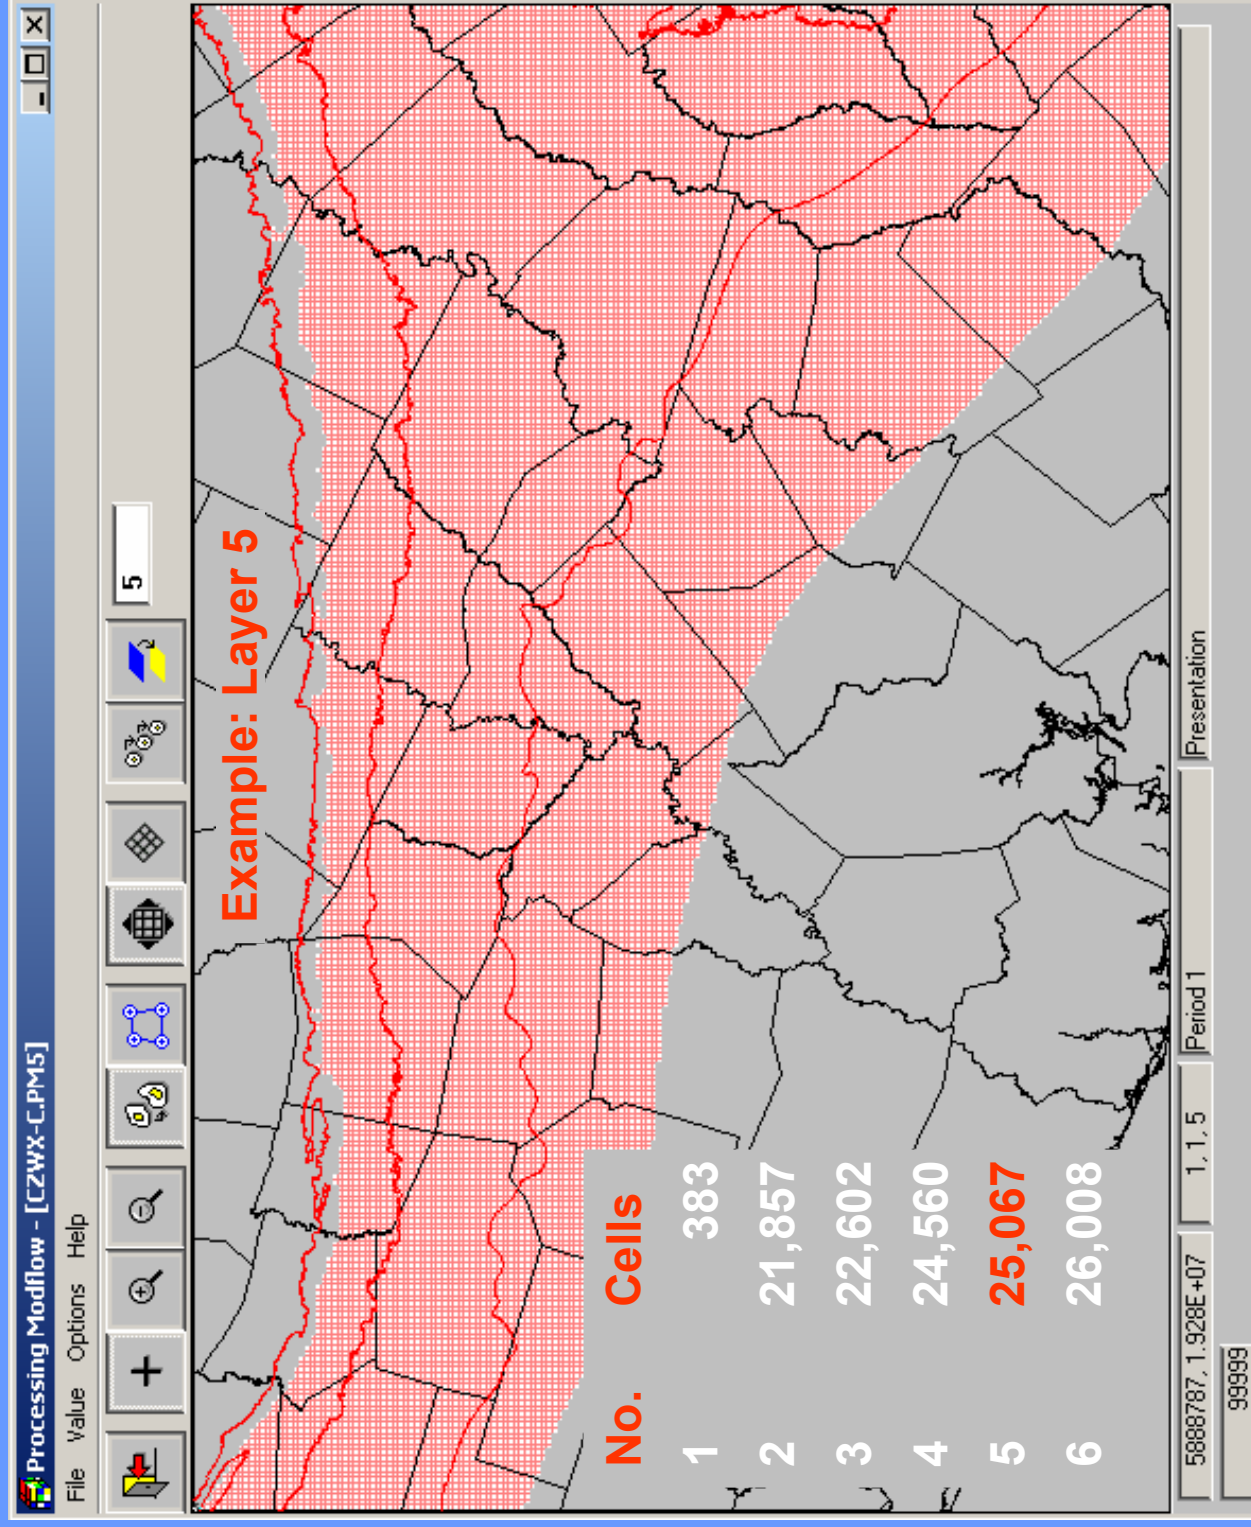 Processing Modflow - [CZWX-C.PM5]
File Value Options Help
5
Example: Layer 5
No. Cells
1 383
2 21,857
3 22,602
4 24,560
5 25,067
6 26,008
5888787, 1.928E+07 1, 1, 5 Period 1 Presentation
99999